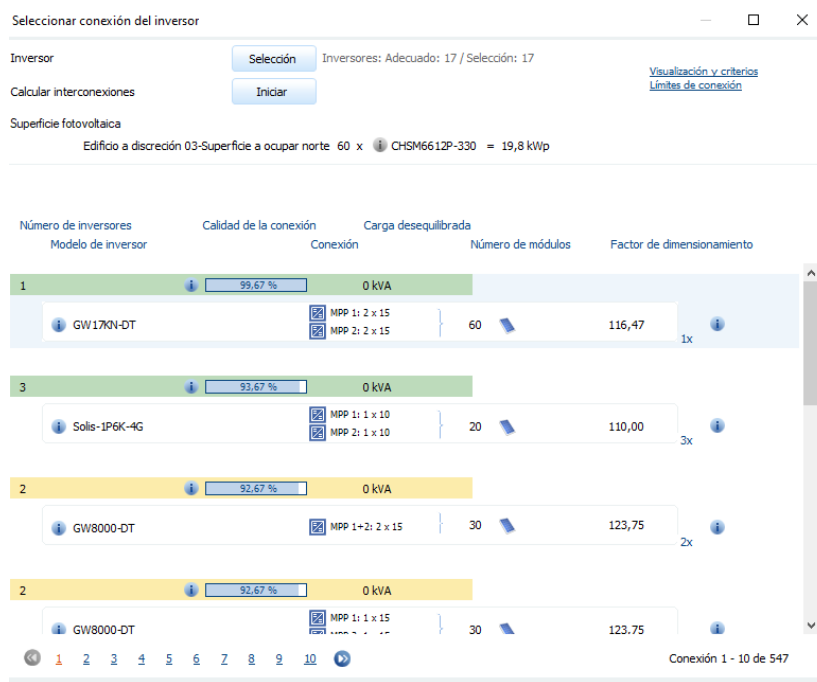 Seleccionar conexión del inversor
Inversor Selección Inversores: Adecuado: 17 / Selección: 17
Visualización y criterios
Calcular interconexiones Iniciar Límites de conexión
Superficie fotovoltaica
Edificio a discreción 03-Superficie a ocupar norte 60 x CHSM6612P-330 = 19,8 kWp
Número de inversores Calidad de la conexión Carga desequilibrada
Modelo de inversor Conexión Número de módulos Factor de dimensionamiento
1 99,67 % 0 kVA
MPP 1: 2 x 15
GW17KN-DT 60 116,47
MPP 2: 2 x 15
1x
3 93,67 % 0 kVA
MPP 1: 1 x 10
Solis-1P6K-4G 20 110,00
MPP 2: 1 x 10
3x
2 92,67 % 0 kVA
GW8000-DT MPP 1+2: 2 x 15 30 123,75
2x
2 92,67 % 0 kVA
MPP 1: 1 x 15
GW8000-DT 30 123,75
1 2 3 4 5 6 7 8 9 10 Conexión 1 - 10 de 547